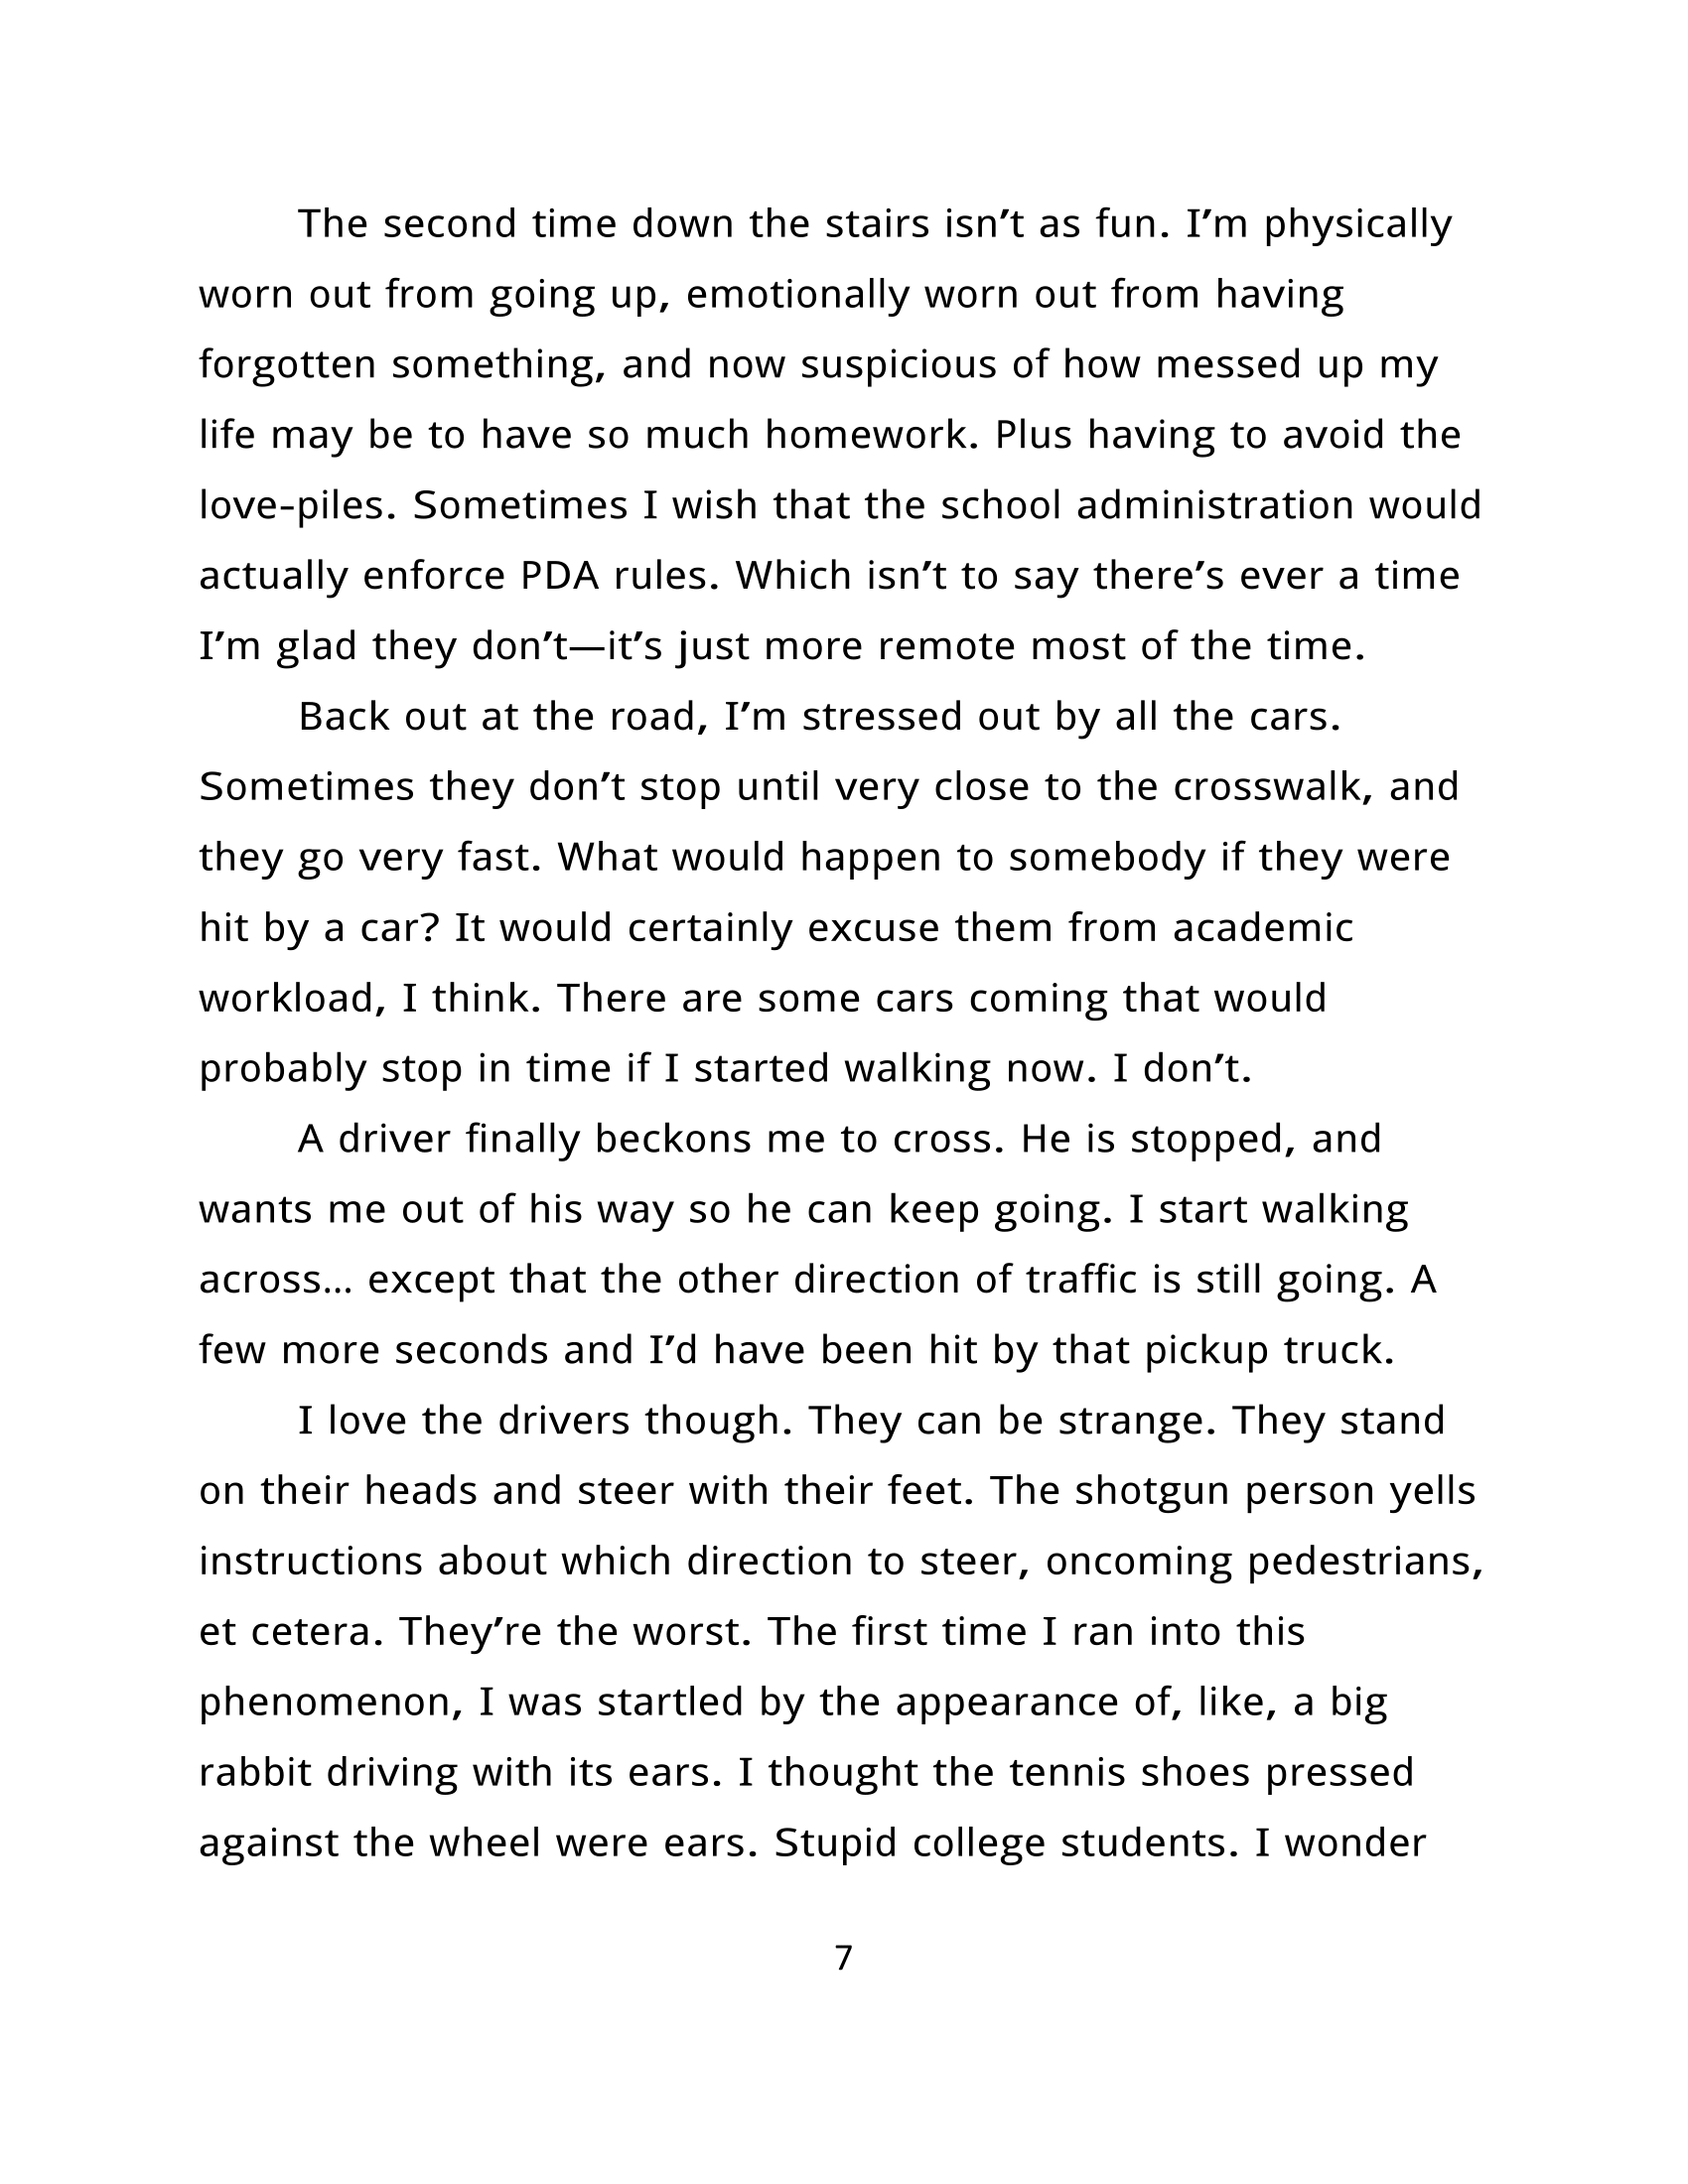 The second time down the stairs isn’t as fun. I’m physically
worn out from going up, emotionally worn out from having
forgotten something, and now suspicious of how messed up my
life may be to have so much homework. Plus having to avoid the
love-piles. Sometimes I wish that the school administration would
actually enforce PDA rules. Which isn’t to say there’s ever a time
I’m glad they don’t—it’s just more remote most of the time.
Back out at the road, I’m stressed out by all the cars.
Sometimes they don’t stop until very close to the crosswalk, and
they go very fast. What would happen to somebody if they were
hit by a car? It would certainly excuse them from academic
workload, I think. There are some cars coming that would
probably stop in time if I started walking now. I don’t.
A driver finally beckons me to cross. He is stopped, and
wants me out of his way so he can keep going. I start walking
across… except that the other direction of traffic is still going. A
few more seconds and I’d have been hit by that pickup truck.
I love the drivers though. They can be strange. They stand
on their heads and steer with their feet. The shotgun person yells
instructions about which direction to steer, oncoming pedestrians,
et cetera. They’re the worst. The first time I ran into this
phenomenon, I was startled by the appearance of, like, a big
rabbit driving with its ears. I thought the tennis shoes pressed
against the wheel were ears. Stupid college students. I wonder
7